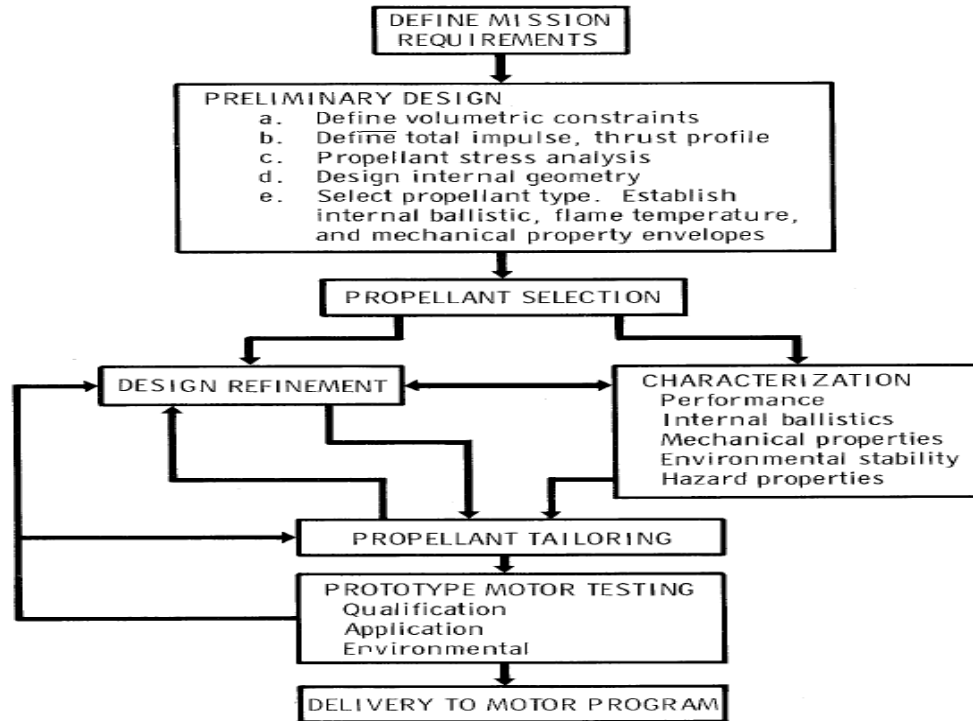 DEFINE MISSION
REQUIREMENTS
PRELIMINARY DESIGN
a. Define volumetric constraints
b. Define total impulse, thrust profile
c. Propellant stress analysis
d. Design internal geometry
e. Select propellant type. Establish
internal ballistic, flame temperature,
and mechanical property envelopes
PROPELLANT SELECTION
DESIGN REFINEMENT
CHARACTERIZATION
Performance
Internal ballistics
Mechanical properties
Environmental stability
Hazard properties
PROPELLANT TAILORING
PROTOTYPE MOTOR TESTING
Qualification
Application
Environmental
DELIVERY TO MOTOR PROGRAM